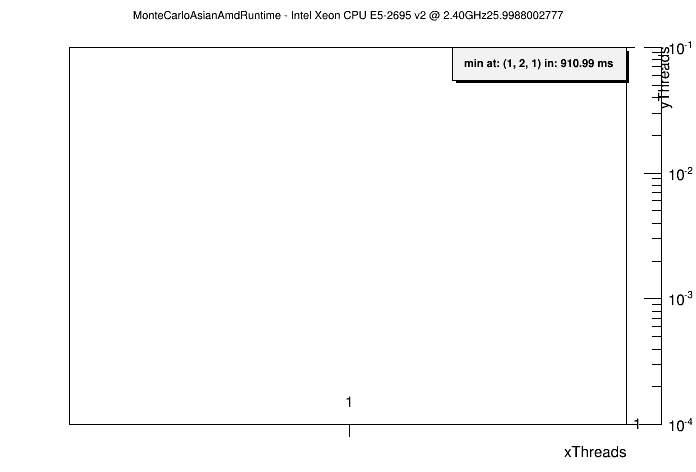 MonteCarloAsianAmdRuntime - Intel Xeon CPU E5-2695 v2 @ 2.40GHz25.9988002777
min at: (1, 2, 1) in: 910.99 ms
10-1
yThreads
10-2
10-3
1
1
10-4
xThreads